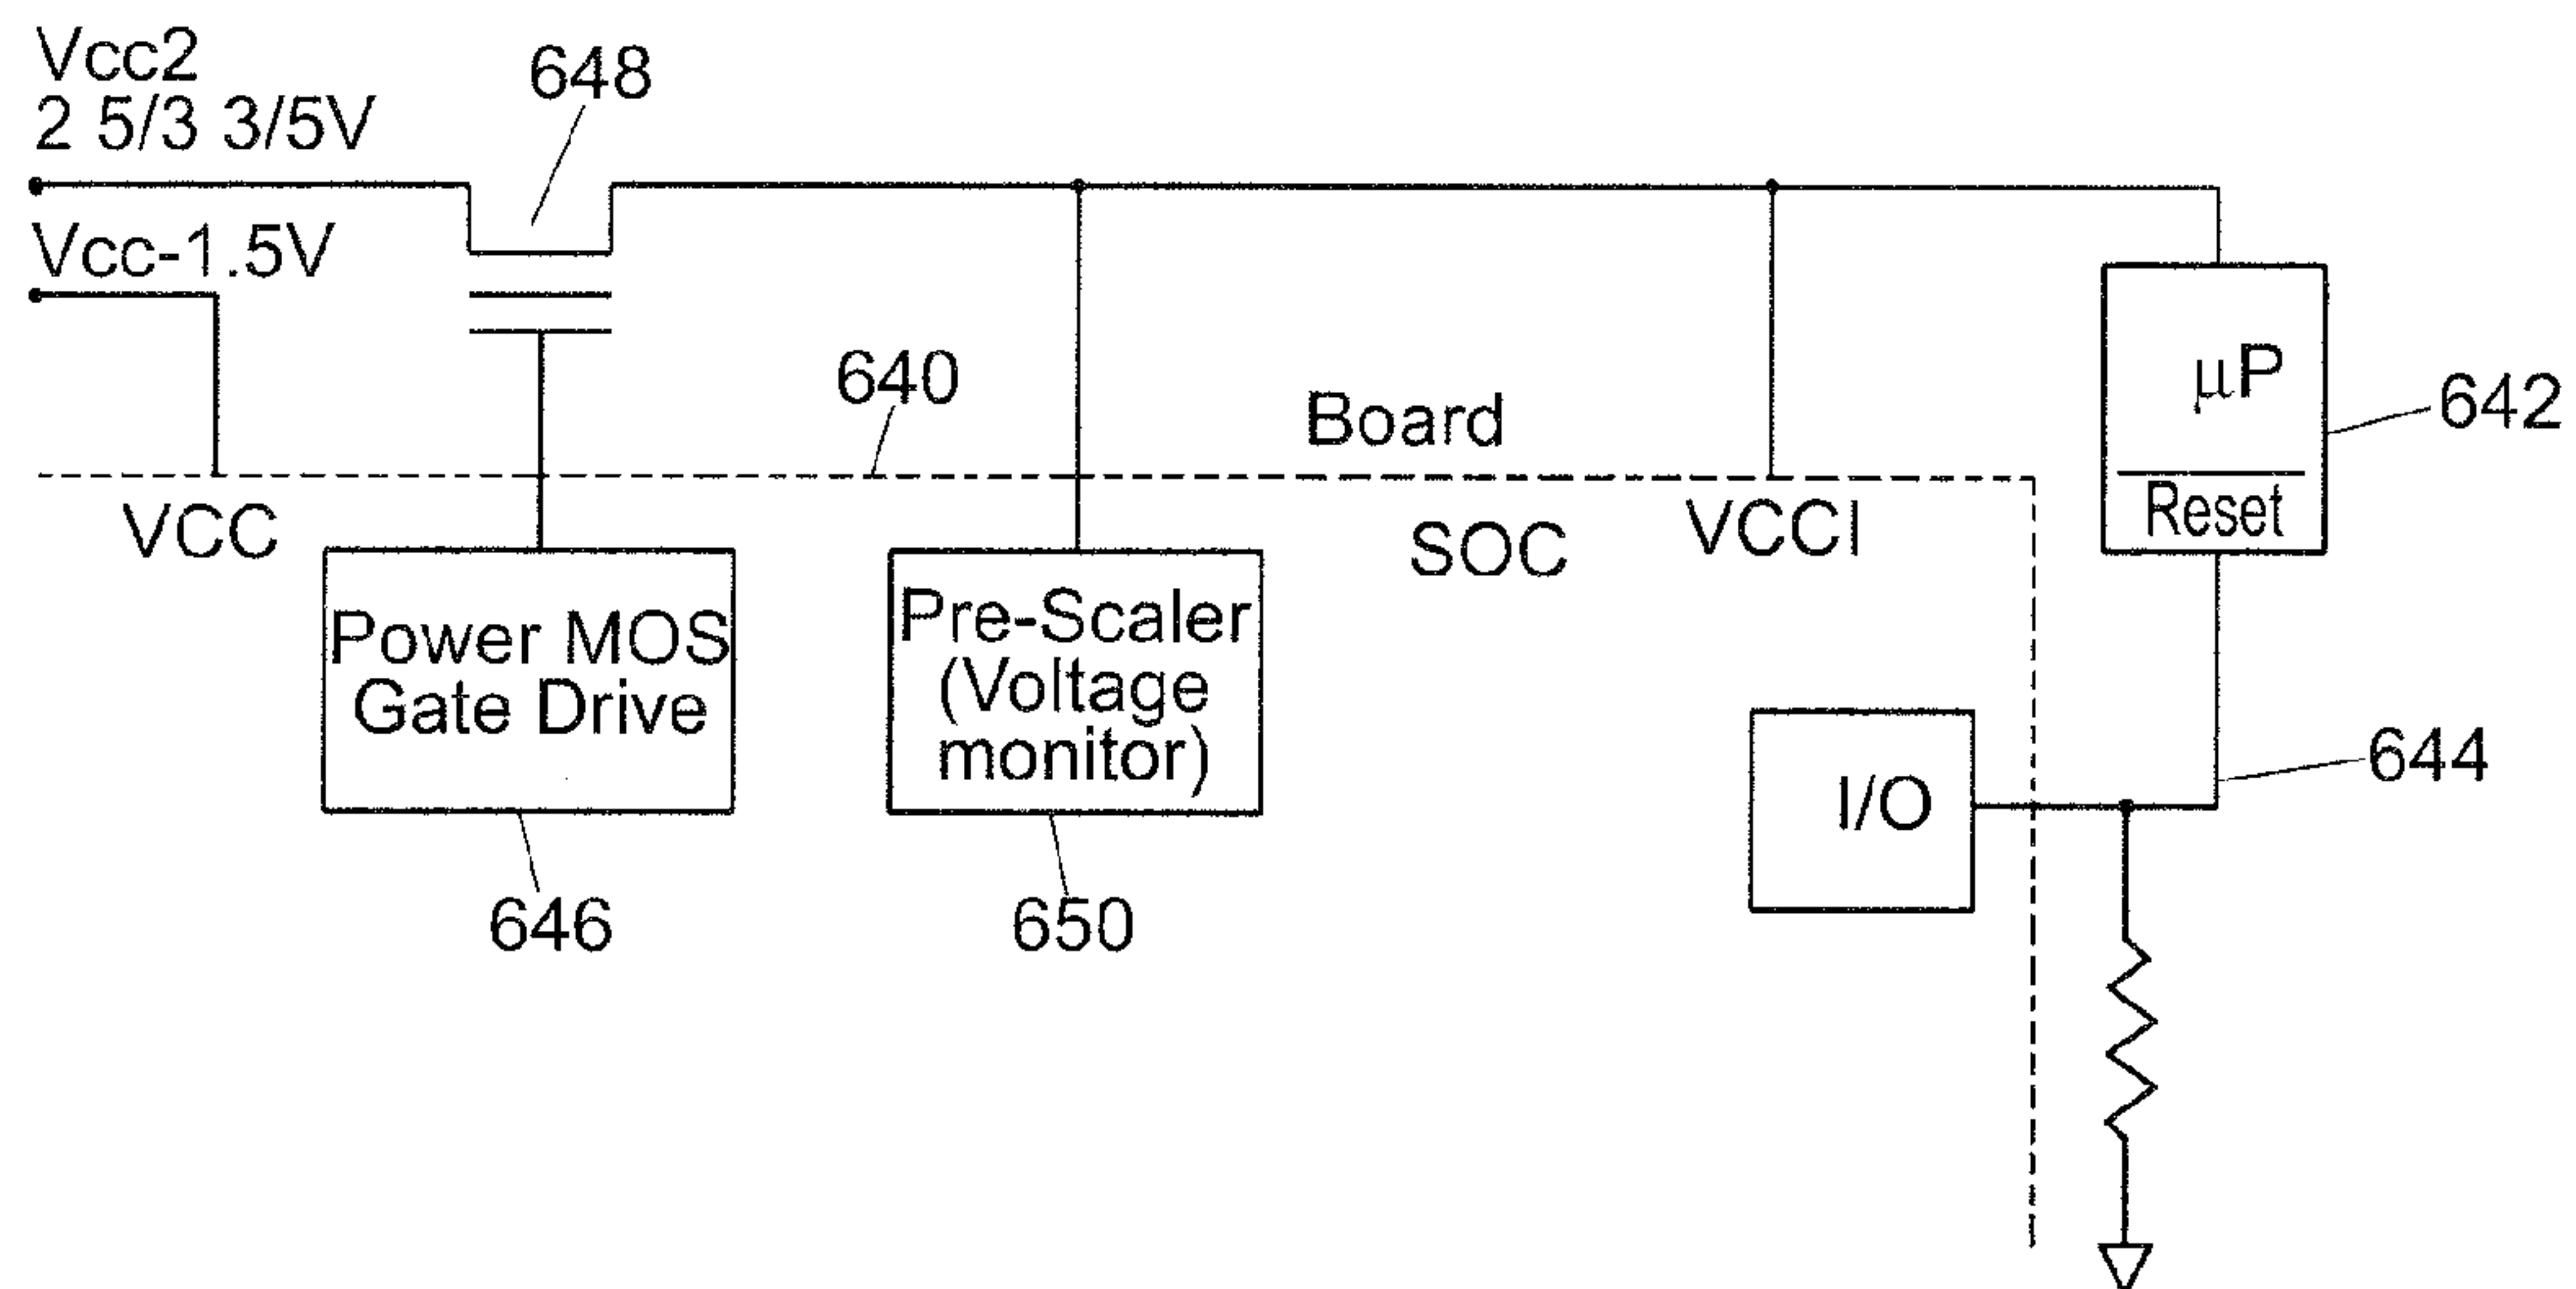 Vcc2
2 5/3 3/5V
648
Vcc-1.5V
640
Board
μP
642
Reset
VCC
SOC
VCCI
Power MOS
Gate Drive
Pre-Scaler
(Voltage
monitor)
I/O
644
646
650